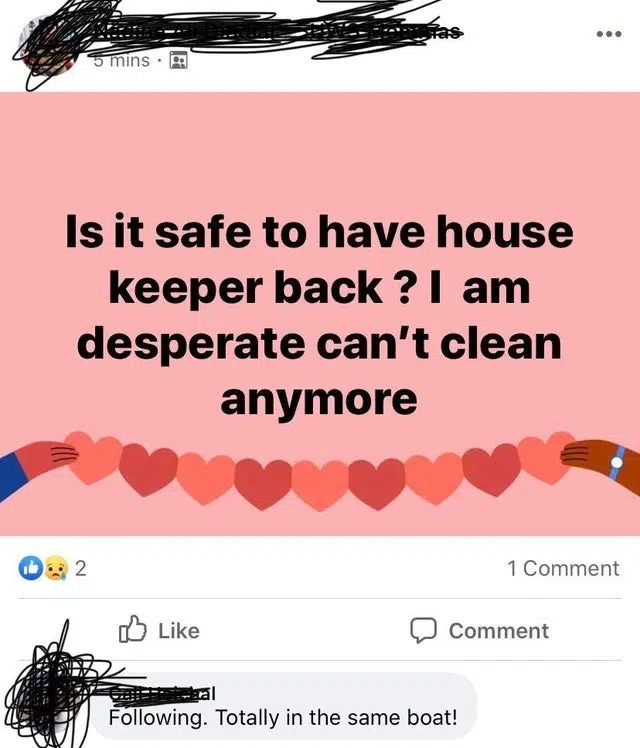 5 mins ·
Is it safe to have house
keeper back ? I am
desperate can't clean
anymore
2
1 Comment
Like
Comment
Following. Totally in the same boat!